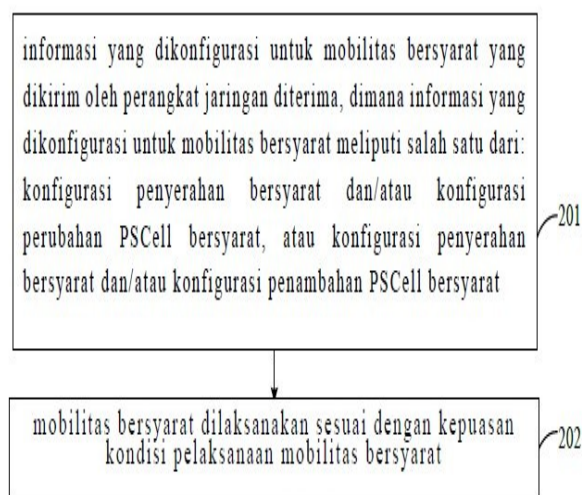 informasi yang dikonfigurasi untuk mobilitas bersyarat yang
dikirim oleh perangkat jaringan diterima, dimana informasi yang
dikonfigurasi untuk mobilitas bersyarat meliputi salah satu dari:
konfigurasi penyerahan bersyarat dan/atau konfigurasi
perubahan PSCell bersyarat, atau konfigurasi penyerahan
bersyarat dan/atau konfigurasi penambahan PSCell bersyarat
201
mobilitas bersyarat dilaksanakan sesuai dengan kepuasan
kondisi pelaksanaan mobilitas bersyarat
202